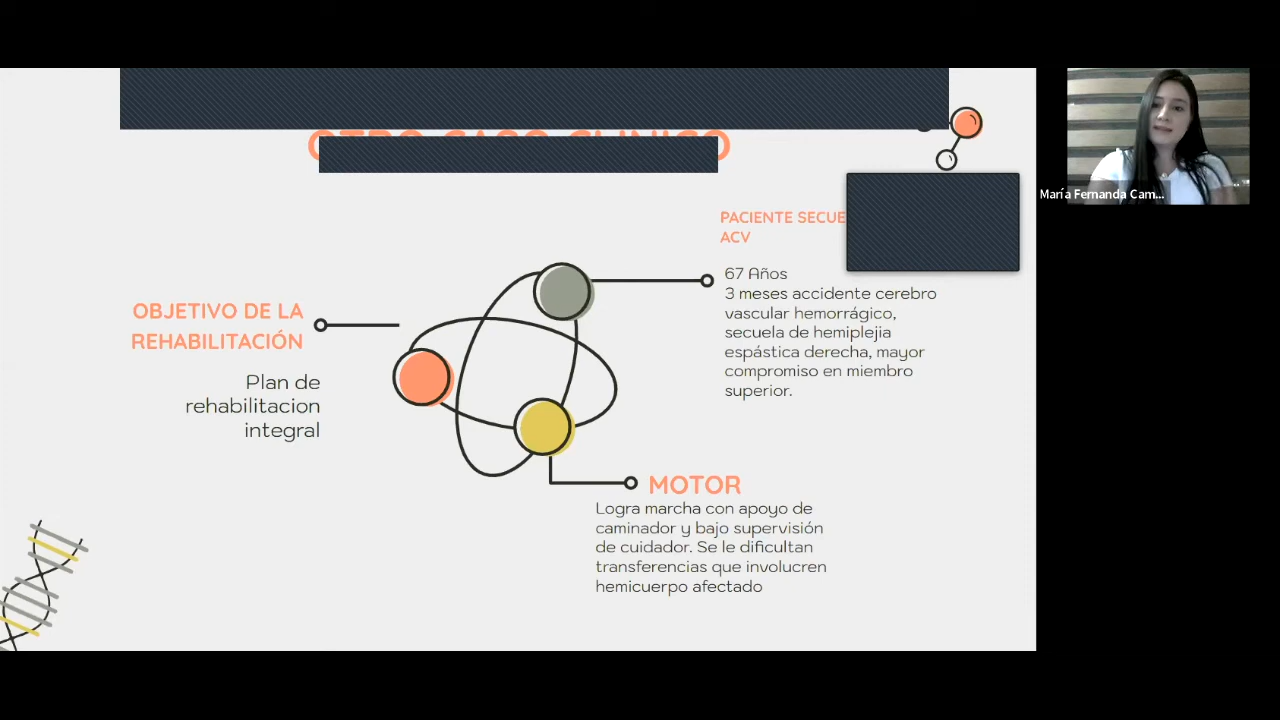 PACIENTE
ACV
67 Años
3 meses accidente cerebro
vascular hemorrágico,
secuela de hemiplejia
espástica derecha, mayor
compromiso en miembro
superior.
OBJETIVO DE LA
REHABILITACIÓN
Plan de
rehabilitacion
integral
MOTOR
Logra marcha con apoyo de
caminador y bajo supervisión
de cuidador. Se le dificultan
transferencias que involucren
hemicuerpo afectado
María Fernanda Cam...